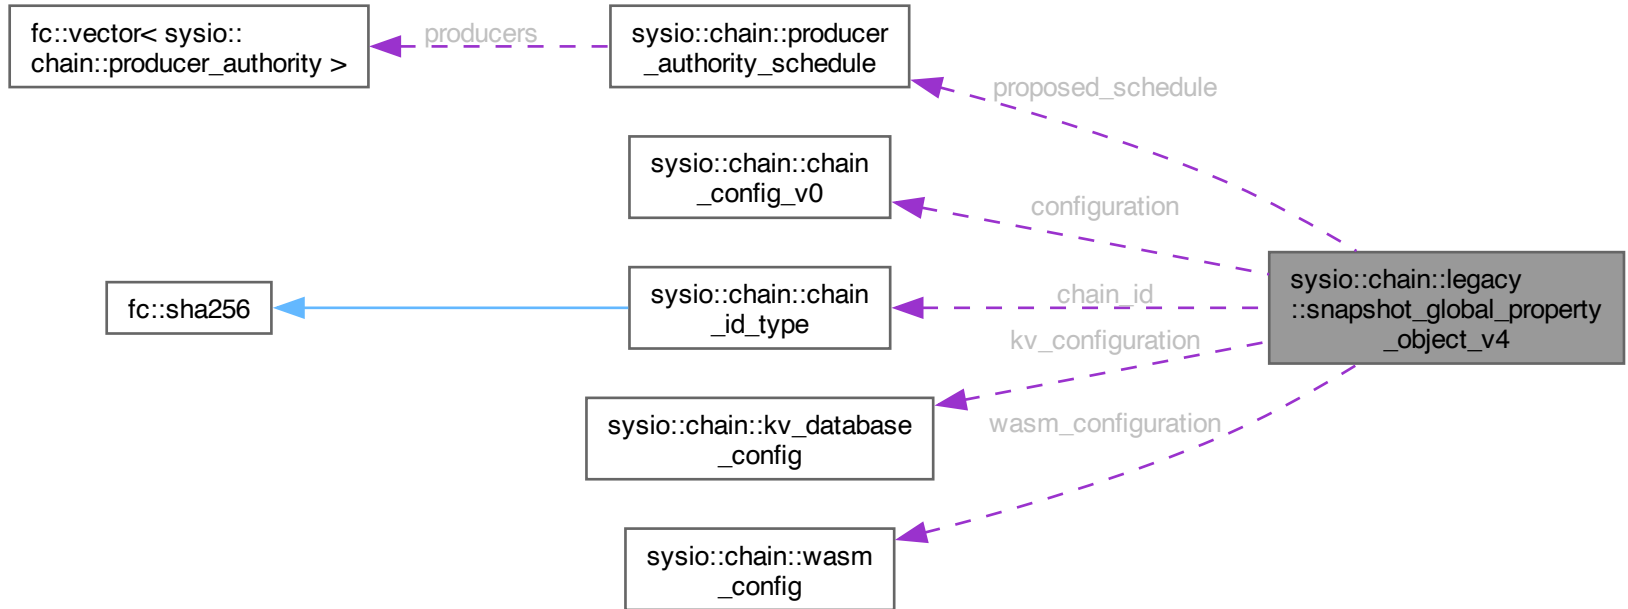 fc::vector< sysio::
chain::producer_authority >
producers
sysio::chain::producer
_authority_schedule
proposed_schedule
sysio::chain::chain
_config_v0
configuration
fc::sha256
sysio::chain::chain
_id_type
chain_id
sysio::chain::legacy
::snapshot_global_property
_object_v4
kv_configuration
sysio::chain::kv_database
_config
wasm_configuration
sysio::chain::wasm
_config